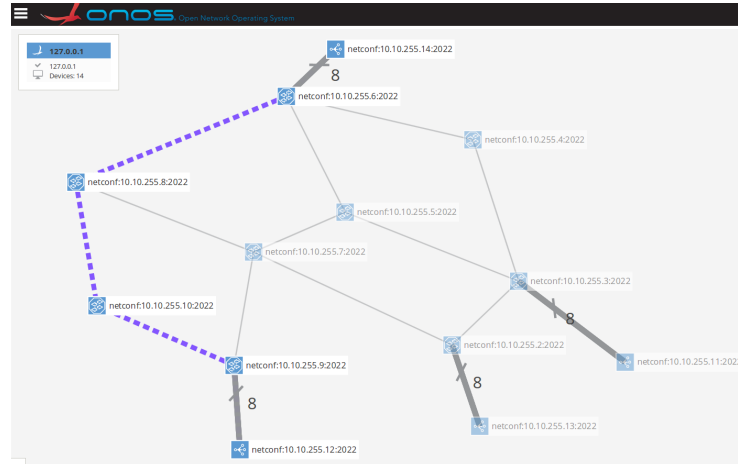 onos Open Network Operating System
127.0.0.1
127.0.0.1
Devices: 14
netconf:10.10.255.14:2022
8
netconf:10.10.255.6:2022
netconf:10.10.255.4:2022
netconf:10.10.255.8:2022
netconf:10.10.255.5:2022
netconf:10.10.255.7:2022
netconf:10.10.255.3:2022
netconf:10.10.255.10:2022
8
netconf:10.10.255.2:2022
netconf:10.10.255.9:2022
netconf:10.10.255.11:202
8
8
netconf:10.10.255.13:2022
netconf:10.10.255.12:2022